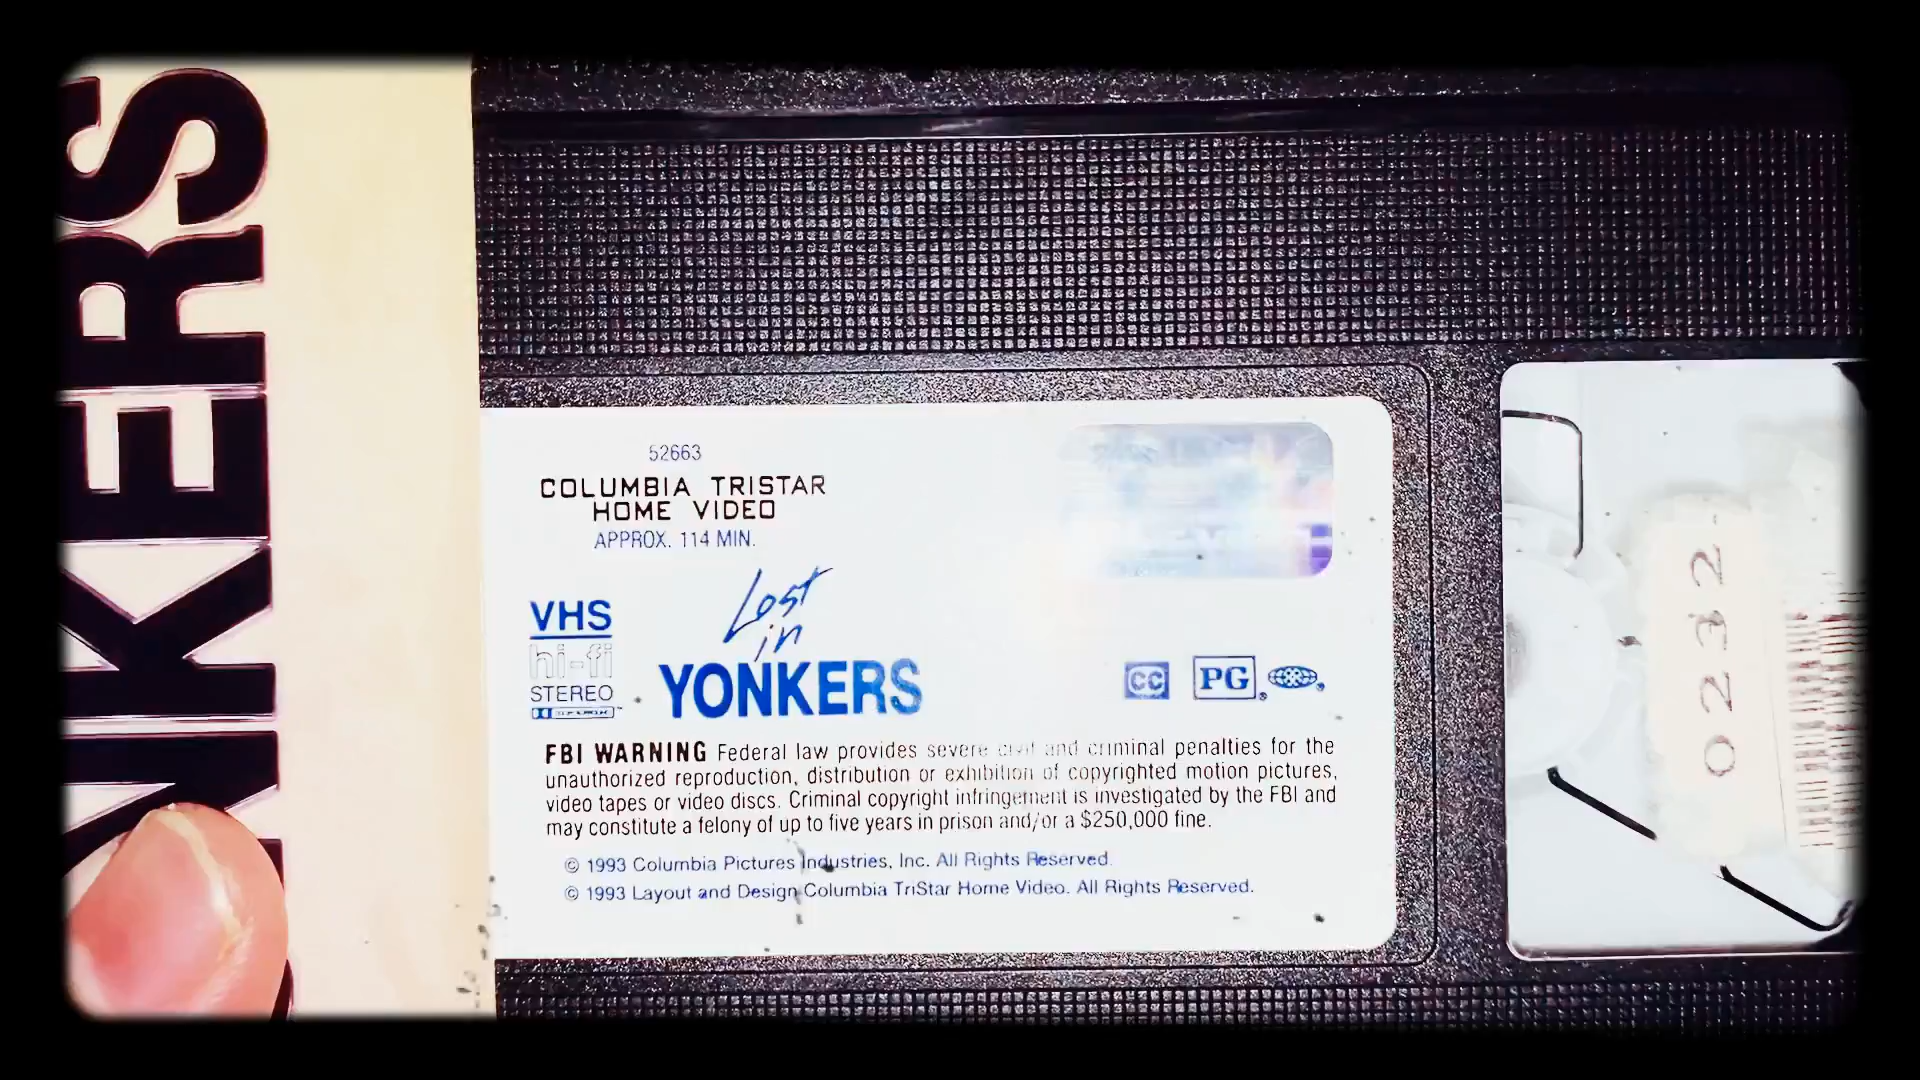 NKERS
52663
COLUMBIA TRISTAR
HOME VIDEO
APPROX. 114 MIN.
VHS
hi-fi
STEREO
Lost
in
YONKERS
CC
PG
FBI WARNING Federal law provides severe civil and criminal penalties for the
unauthorized reproduction, distribution or exhibition of copyrighted motion pictures,
video tapes or video discs. Criminal copyright infringement is investigated by the FBI and
may constitute a felony of up to five years in prison and/or a $250,000 fine.
© 1993 Columbia Pictures Industries, Inc. All Rights Reserved.
© 1993 Layout and Design Columbia TriStar Home Video. All Rights Reserved.
0232